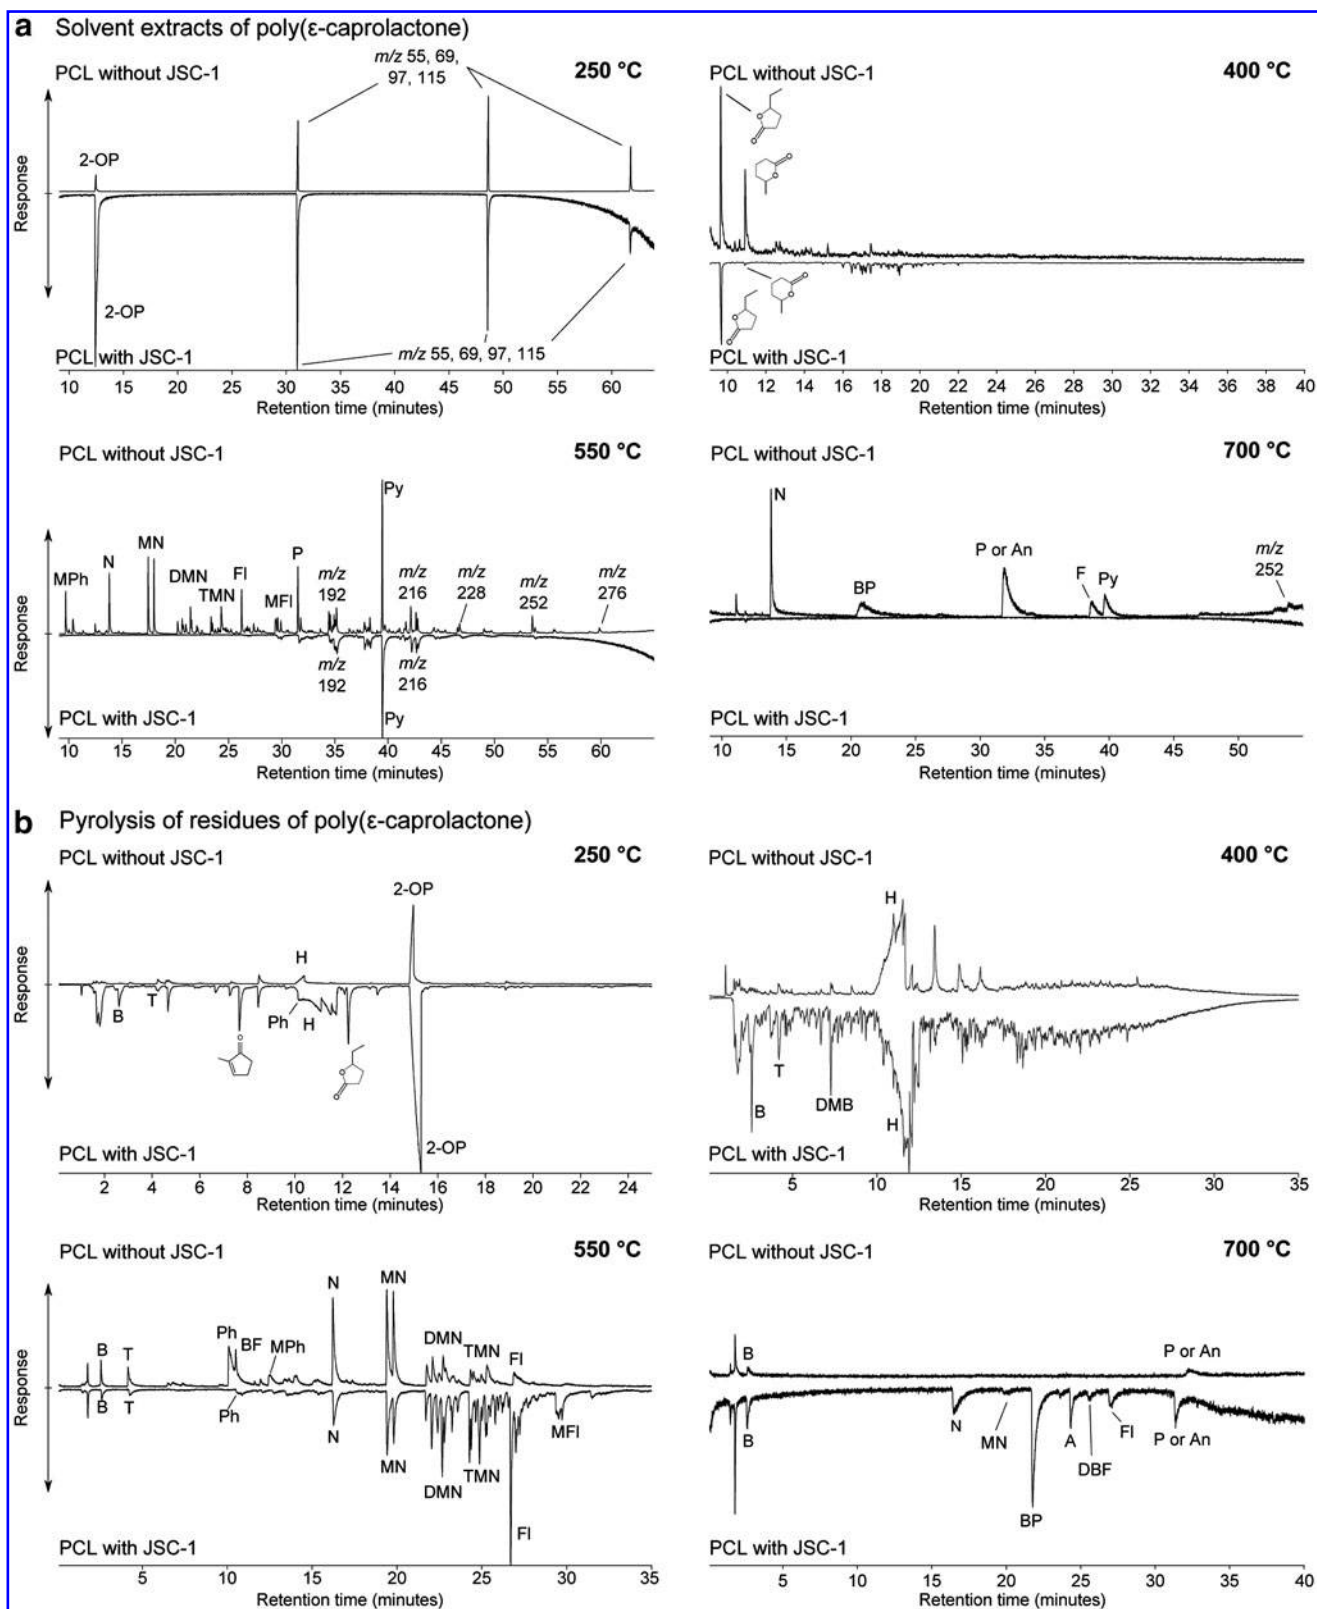 a Solvent extracts of poly(ε-caprolactone)
PCL without JSC-1
250 °C
m/z 55, 69,
97, 115
2-OP
Response
2-OP
m/z 55, 69, 97, 115
PCL with JSC-1
10 15 20 25 30 35 40 45 50 55 60
Retention time (minutes)
PCL without JSC-1
400 °C
O
O
O
O
O
O
O
O
PCL with JSC-1
10 12 14 16 18 20 22 24 26 28 30 32 34 36 38 40
Retention time (minutes)
PCL without JSC-1
550 °C
Py
MPh
N
MN
DMN
TMN
Fl
MFl
P
m/z
192
m/z
216
m/z
228
m/z
252
m/z
276
Response
m/z
192
m/z
216
Py
PCL with JSC-1
10 15 20 25 30 35 40 45 50 55 60
Retention time (minutes)
PCL without JSC-1
700 °C
N
BP
P or An
F
Py
m/z
252
PCL with JSC-1
10 15 20 25 30 35 40 45 50
Retention time (minutes)
b Pyrolysis of residues of poly(ε-caprolactone)
PCL without JSC-1
250 °C
2-OP
H
Response
B
T
Ph
H
O
O
O
2-OP
PCL with JSC-1
2 4 6 8 10 12 14 16 18 20 22 24
Retention time (minutes)
PCL without JSC-1
400 °C
H
B
T
DMB
H
PCL with JSC-1
5 10 15 20 25 30 35
Retention time (minutes)
PCL without JSC-1
550 °C
B
T
Ph
BF
MPh
N
MN
DMN
TMN
Fl
Response
B
T
Ph
N
MN
DMN
TMN
Fl
MFl
PCL with JSC-1
5 10 15 20 25 30 35
Retention time (minutes)
PCL without JSC-1
700 °C
B
P or An
B
N
MN
BP
A
DBF
Fl
P or An
PCL with JSC-1
5 10 15 20 25 30 35 40
Retention time (minutes)